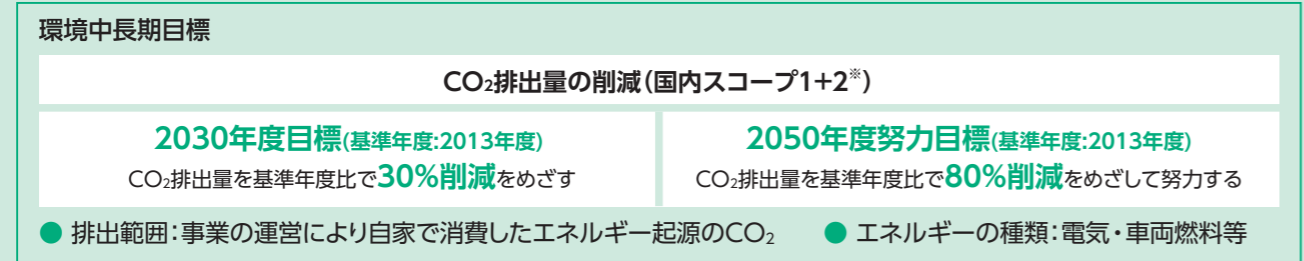 環境中長期目標
CO₂排出量の削減(国内スコープ1+2※)
2030年度目標(基準年度:2013年度)
CO₂排出量を基準年度比で30%削減をめざす
2050年度努力目標(基準年度:2013年度)
CO₂排出量を基準年度比で80%削減をめざして努力する
● 排出範囲:事業の運営により自家で消費したエネルギー起源のCO₂
● エネルギーの種類:電気・車両燃料等